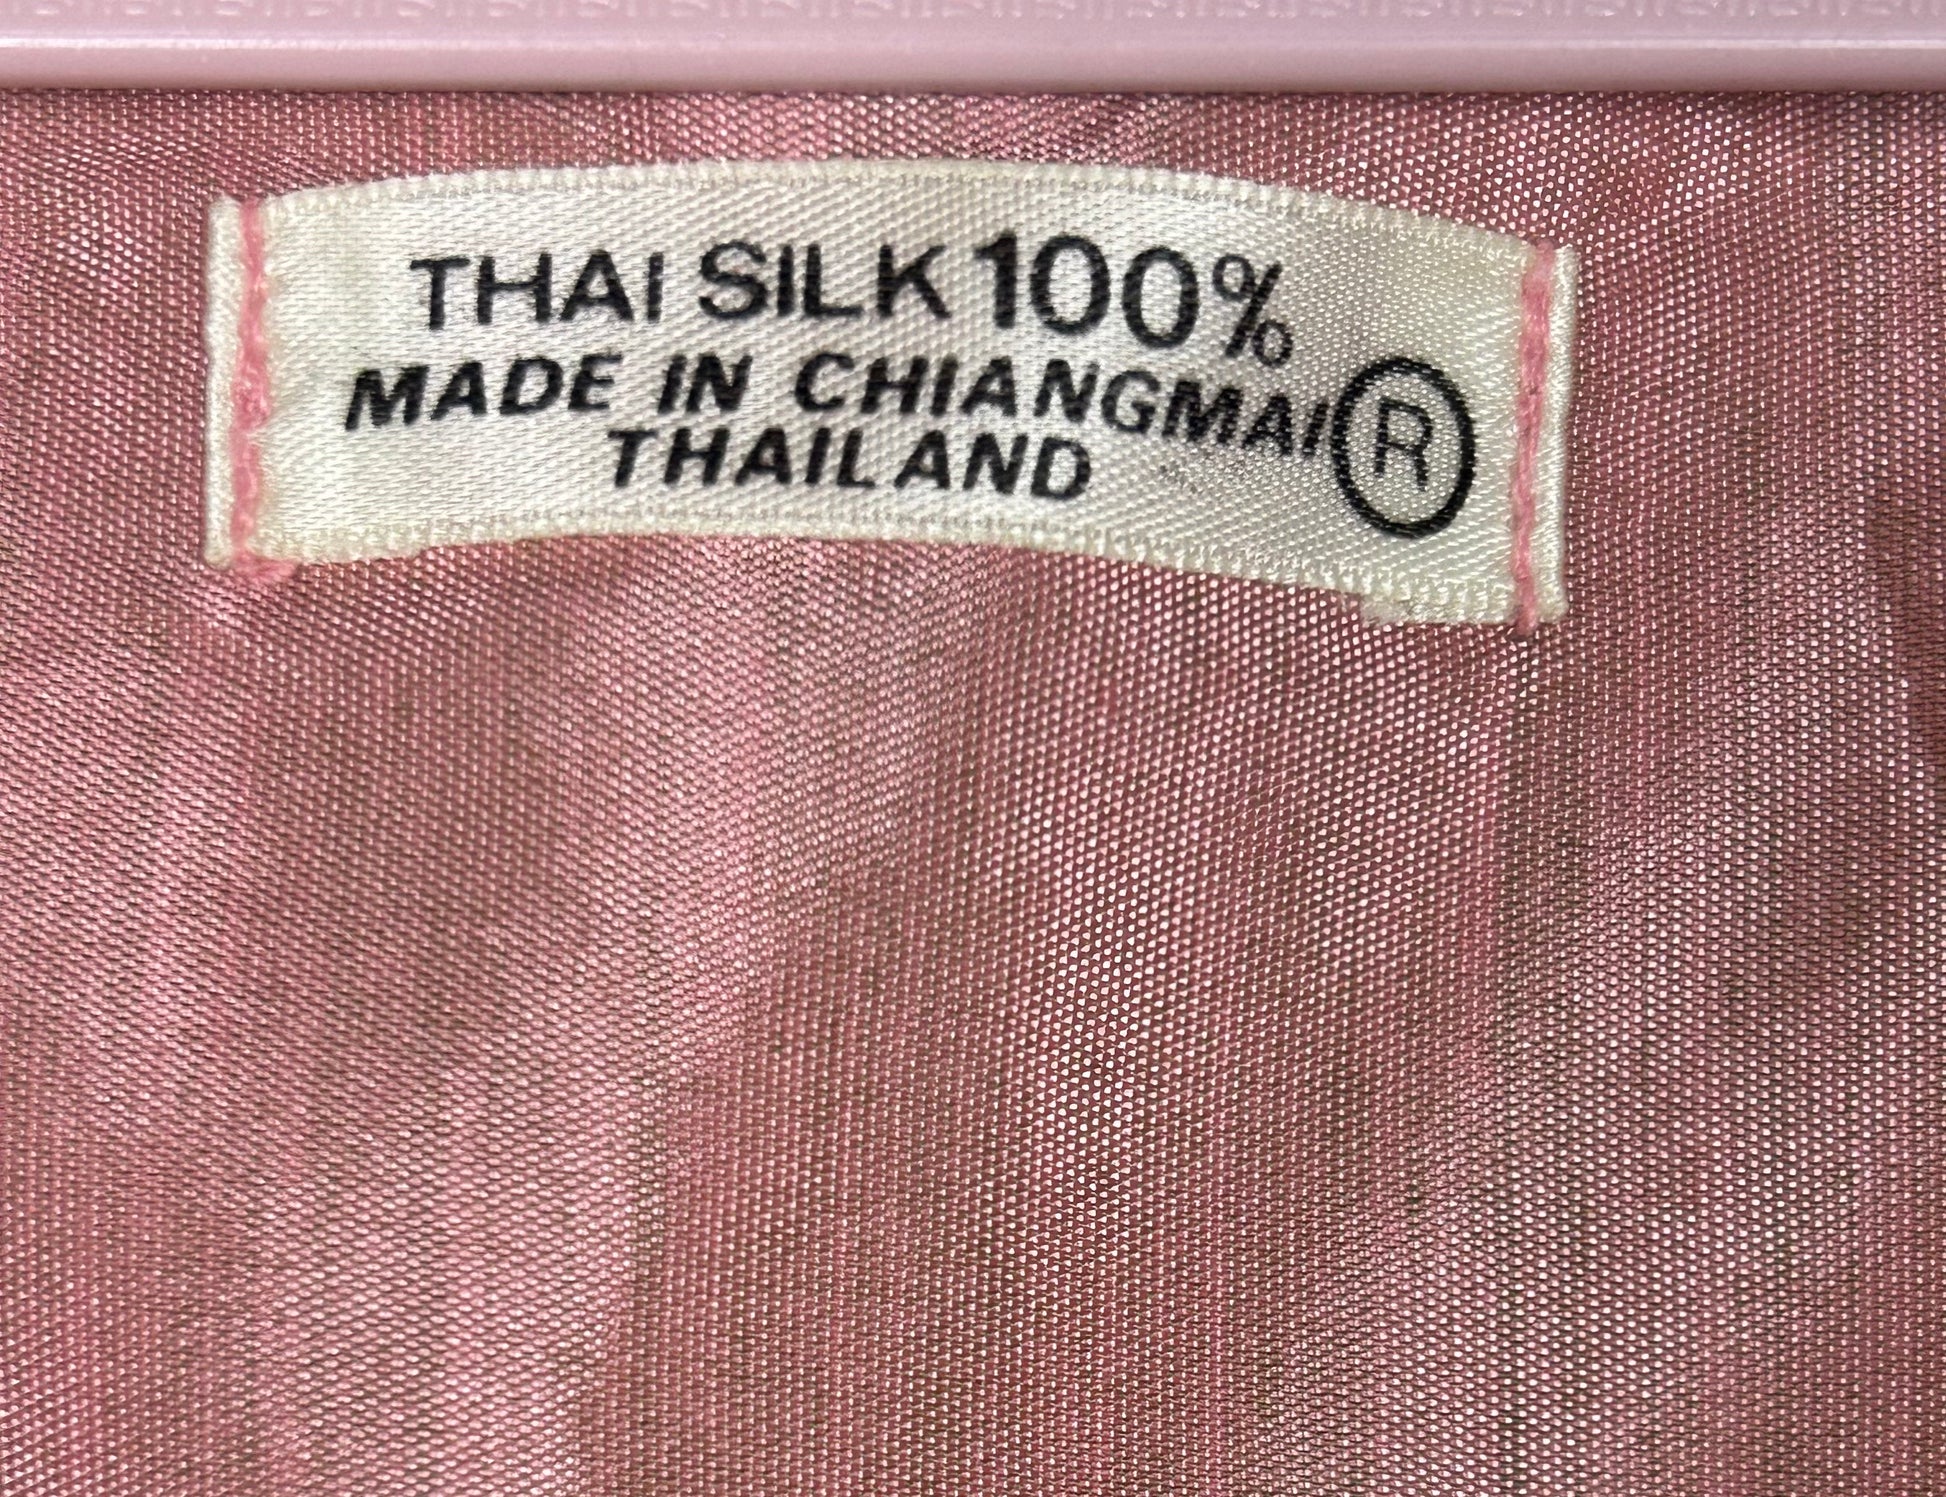 THAI SILK 100%
MADE IN CHIANGMAI ®
THAILAND